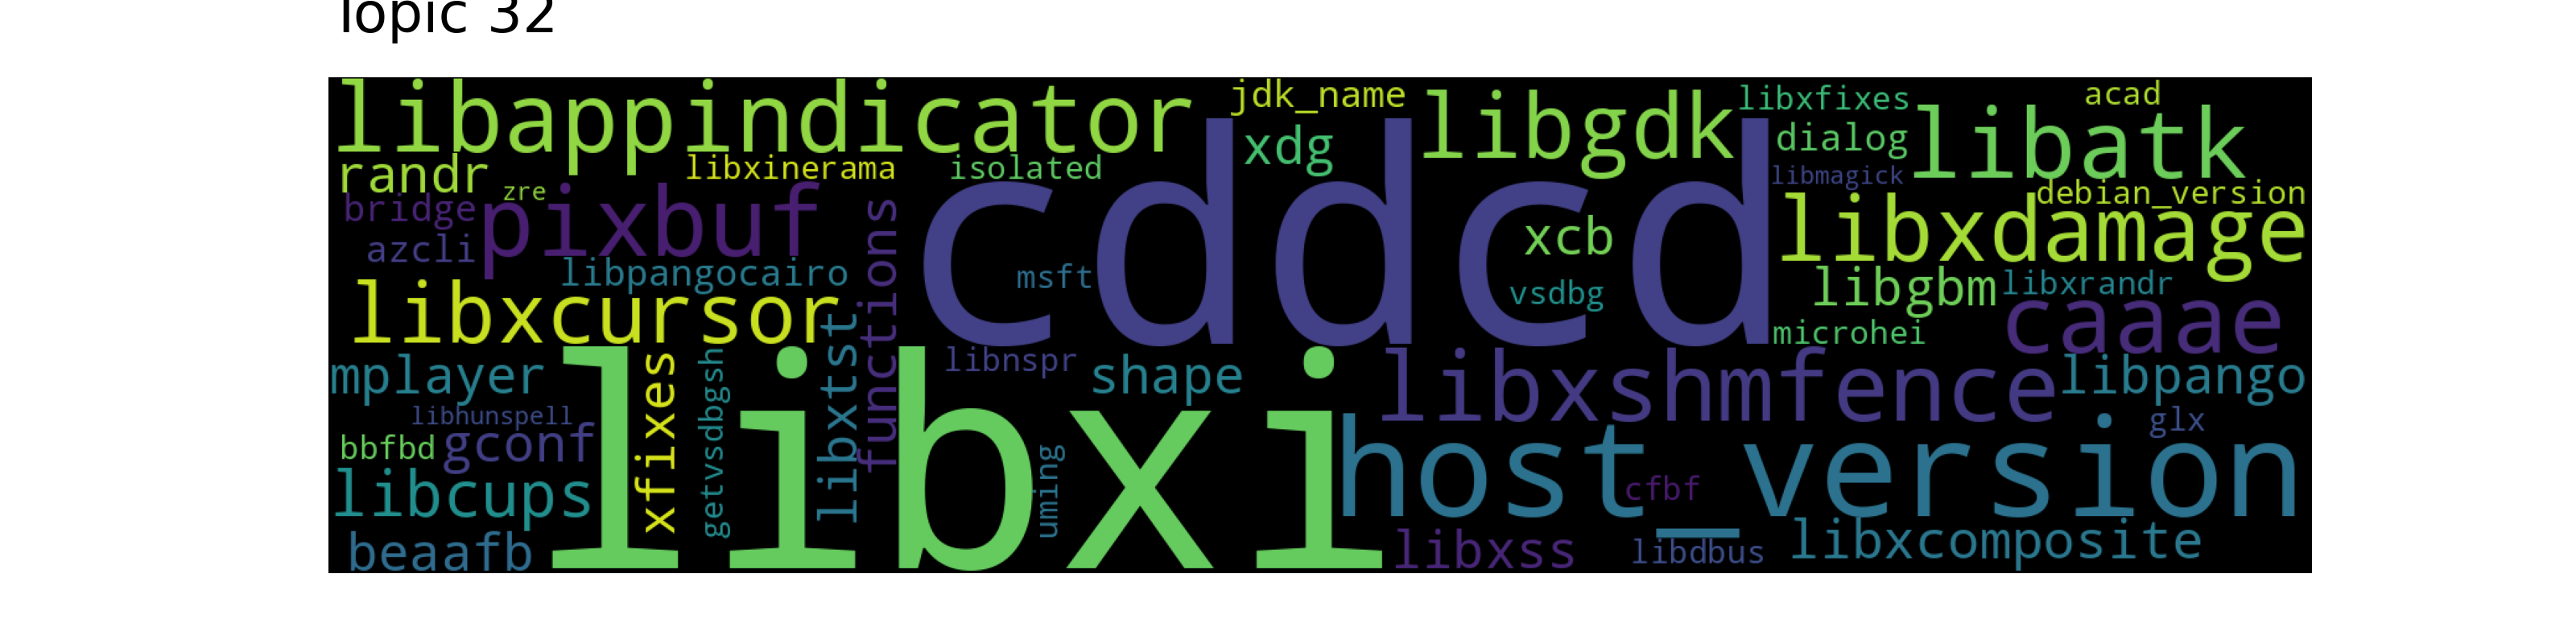 Topic 32
libappindicator
jdk_name
libgdk
libxfixes
acad
randr
libxinerama
isolated
xdg
dialog
libatk
zre
libmagick
debian_version
bridge
pixbuf
functions
cddcd
xcb
libxdamage
azcli
libpangocairo
msft
vsdbg
libgbm
libxrandr
libxcursor
microhei
caaae
mplayer
xfixes
getvsdbgsh
libxtst
libnspr
shape
libxshmfence
libpango
libhunspell
glx
bbfbd
gconf
libxi
uming
host_version
libcups
cfbf
beaafb
libxss
libdbus
libxcomposite